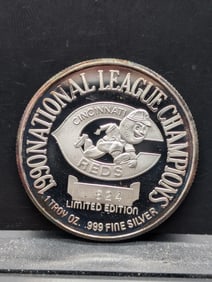 1990 NATIONAL LEAGUE CHAMPIONS
CINCINNATI
REDS
LIMITED EDITION
1 TROY OZ. .999 FINE SILVER